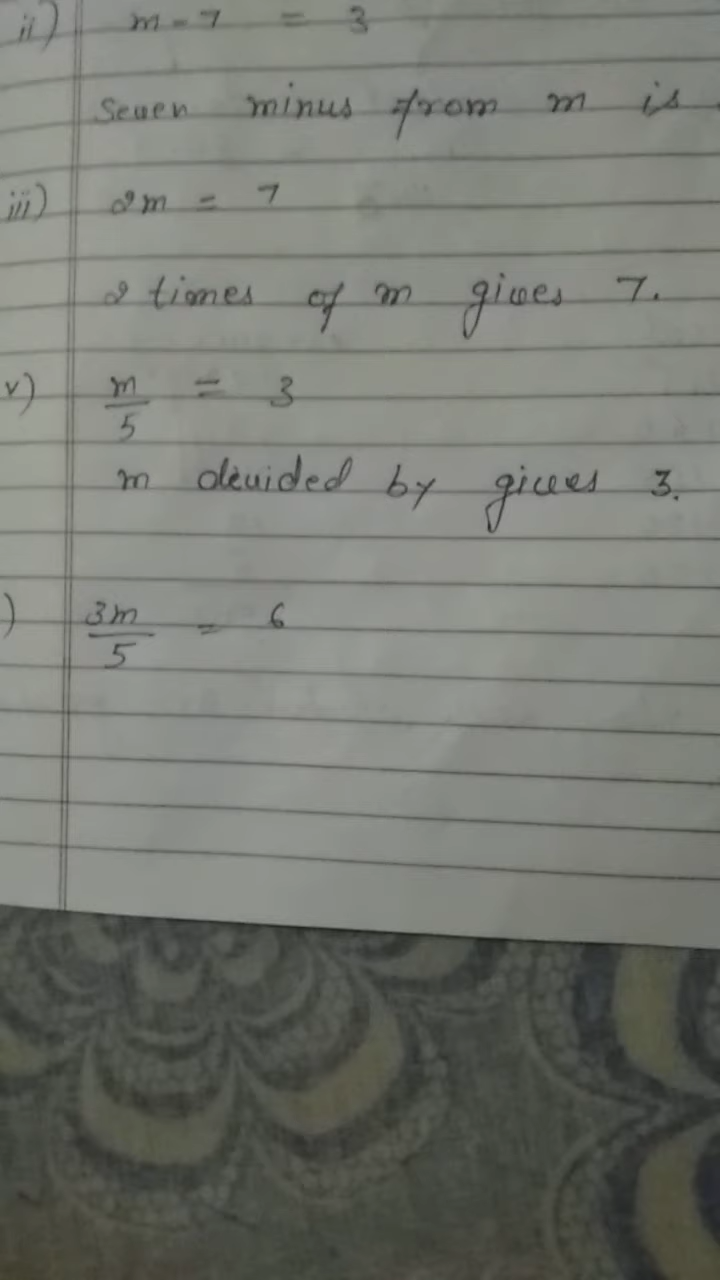 ii) m - 7 = 3
Seven minus from m is
iii) 2m = 7
2 times of m gives 7.
v) m/5 = 3
m devided by gives 3.
) 3m/5 = 6